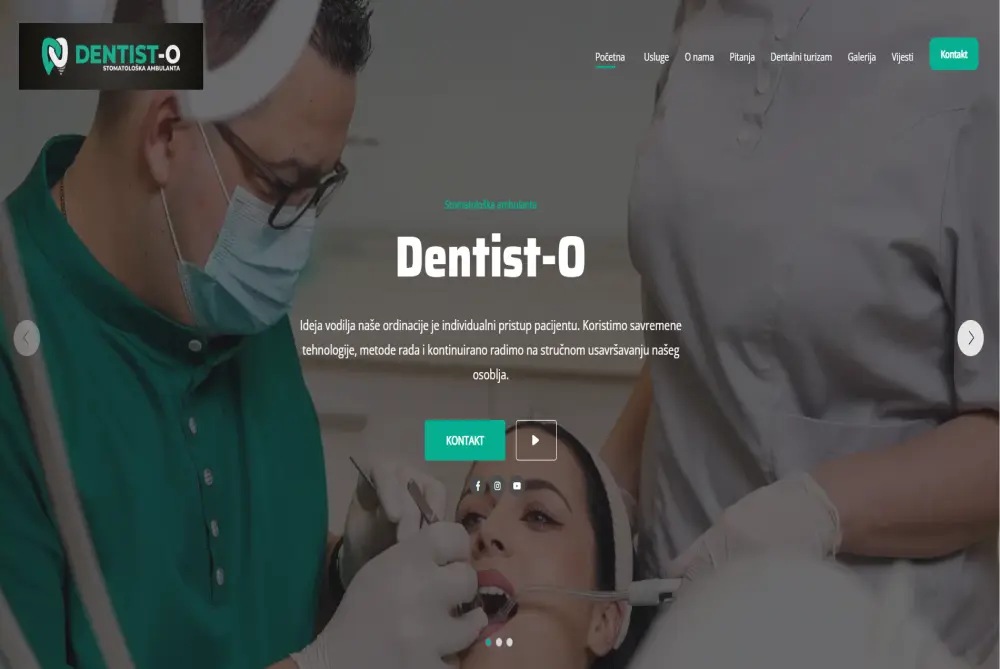 DENTIST-O
STOMATOLOŠKA AMBULANTA
Početna Usluge O nama Pitanja Dentalni turizam Galerija Vijesti Kontakt
Stomatološka ambulanta
Dentist-O
Ideja vodilja naše ordinacije je individualni pristup pacijentu. Koristimo savremene
tehnologije, metode rada i kontinuirano radimo na stručnom usavršavanju našeg
osoblja.
KONTAKT